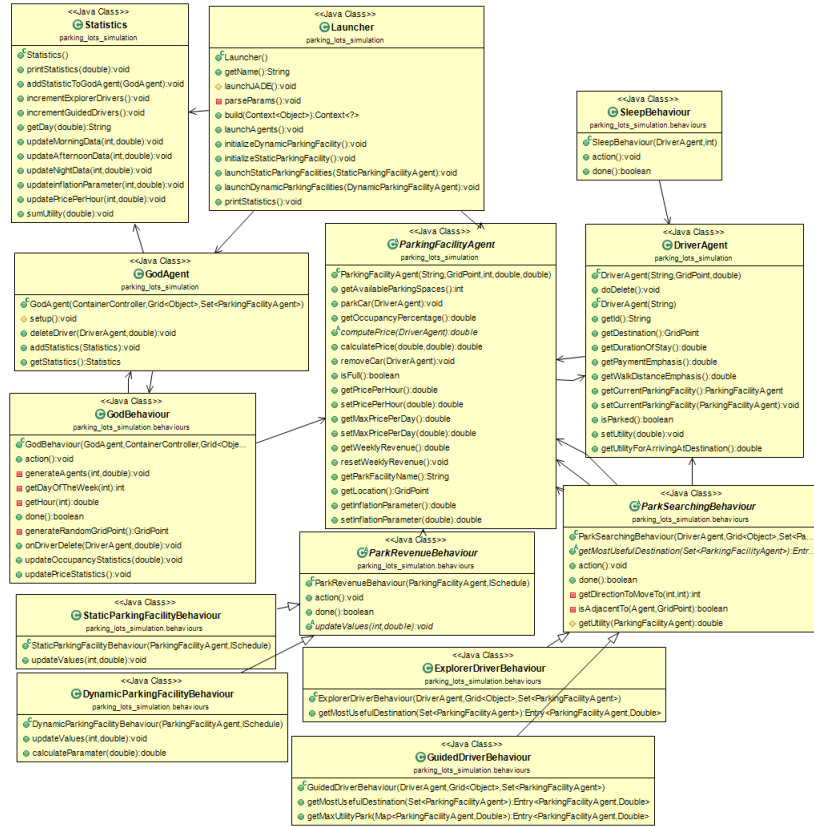 <<Java Class>>
Statistics
parking_lots_simulation
Statistics()
printStatistics(double):void
addStatisticToGodAgent(GodAgent):void
incrementExplorerDrivers():void
incrementGuidedDrivers():void
getDay(double):String
updateMorningData(int,double):void
updateAfternoonData(int,double):void
updateNightData(int,double):void
updateinflationParameter(int,double):void
updatePricePerHour(int,double):void
sumUtility(double):void
<<Java Class>>
Launcher
parking_lots_simulation
Launcher()
getName():String
launchJADE():void
parseParams():void
build(Context<Object>):Context<?>
launchAgents():void
initializeDynamicParkingFacility():void
initializeStaticParkingFacility():void
launchStaticParkingFacilities(StaticParkingFacilityAgent):void
launchDynamicParkingFacilities(DynamicParkingFacilityAgent):void
printStatistics():void
<<Java Class>>
SleepBehaviour
parking_lots_simulation.behaviours
SleepBehaviour(DriverAgent,int)
action():void
done():boolean
<<Java Class>>
GodAgent
parking_lots_simulation
GodAgent(ContainerController,Grid<Object>,Set<ParkingFacilityAgent>)
setup():void
deleteDriver(DriverAgent,double):void
addStatistics(Statistics):void
getStatistics():Statistics
<<Java Class>>
ParkingFacilityAgent
parking_lots_simulation
ParkingFacilityAgent(String,GridPoint,int,double,double)
getAvailableParkingSpaces():int
parkCar(DriverAgent):void
getOccupancyPercentage():double
computePrice(DriverAgent):double
calculatePrice(double,double):double
removeCar(DriverAgent):void
isFull():boolean
getPricePerHour():double
setPricePerHour(double):double
getMaxPricePerDay():double
setMaxPricePerDay(double):double
getWeeklyRevenue():double
resetWeeklyRevenue():void
getParkFacilityName():String
getLocation():GridPoint
getInflationParameter():double
setInflationParameter(double):double
<<Java Class>>
DriverAgent
parking_lots_simulation
DriverAgent(String,GridPoint,double)
doDelete():void
DriverAgent(String)
getId():String
getDestination():GridPoint
getDurationOfStay():double
getPaymentEmphasis():double
getWalkDistanceEmphasis():double
getCurrentParkingFacility():ParkingFacilityAgent
setCurrentParkingFacility(ParkingFacilityAgent):void
isParked():boolean
setUtility(double):void
getUtilityForArrivingAtDestination():double
<<Java Class>>
GodBehaviour
parking_lots_simulation.behaviours
GodBehaviour(GodAgent,ContainerController,Grid<Obje...
action():void
generateAgents(int,double):void
getDayOfTheWeek(int):int
getHour(int):double
done():boolean
generateRandomGridPoint():GridPoint
onDriverDelete(DriverAgent,double):void
updateOccupancyStatistics(double):void
updatePriceStatistics():void
<<Java Class>>
ParkSearchingBehaviour
parking_lots_simulation.behaviours
ParkSearchingBehaviour(DriverAgent,Grid<Object>,Set<Pa...
getMostUsefulDestination(Set<ParkingFacilityAgent>):Entr...
action():void
done():boolean
getDirectionToMoveTo(int,int):int
isAdjacentTo(Agent,GridPoint):boolean
getUtility(ParkingFacilityAgent):double
<<Java Class>>
ParkRevenueBehaviour
parking_lots_simulation.behaviours
ParkRevenueBehaviour(ParkingFacilityAgent,ISchedule)
action():void
done():boolean
updateValues(int,double):void
<<Java Class>>
StaticParkingFacilityBehaviour
parking_lots_simulation.behaviours
StaticParkingFacilityBehaviour(ParkingFacilityAgent,ISchedule)
updateValues(int,double):void
<<Java Class>>
DynamicParkingFacilityBehaviour
parking_lots_simulation.behaviours
DynamicParkingFacilityBehaviour(ParkingFacilityAgent,ISchedule)
updateValues(int,double):void
calculateParamater(double):double
<<Java Class>>
ExplorerDriverBehaviour
parking_lots_simulation.behaviours
ExplorerDriverBehaviour(DriverAgent,Grid<Object>,Set<ParkingFacilityAgent>)
getMostUsefulDestination(Set<ParkingFacilityAgent>):Entry<ParkingFacilityAgent,Double>
<<Java Class>>
GuidedDriverBehaviour
parking_lots_simulation.behaviours
GuidedDriverBehaviour(DriverAgent,Grid<Object>,Set<ParkingFacilityAgent>)
getMostUsefulDestination(Set<ParkingFacilityAgent>):Entry<ParkingFacilityAgent,Double>
getMaxUtilityPark(Map<ParkingFacilityAgent,Double>):Entry<ParkingFacilityAgent,Double>